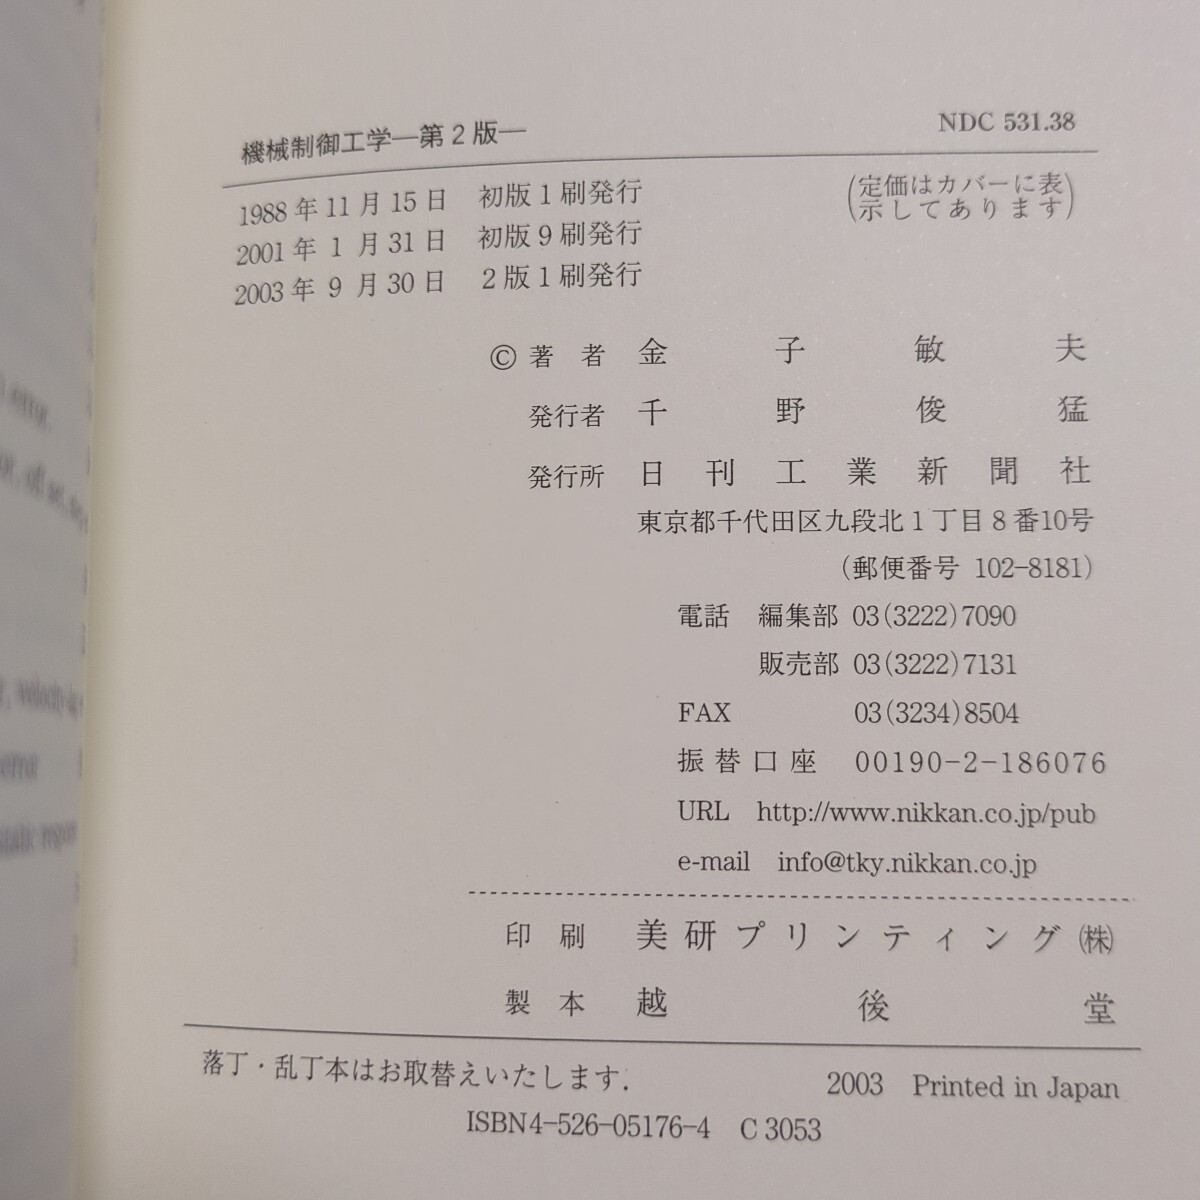 機械制御工学―第2版―
NDC 531.38
1988年11月15日 初版1刷発行
2001年 1月31日 初版9刷発行
2003年 9月30日 2版1刷発行
(定価はカバーに表
示してあります)
Ⓒ 著者 金子敏夫
発行者 千野俊猛
発行所 日刊工業新聞社
東京都千代田区九段北1丁目8番10号
(郵便番号 102-8181)
電話 編集部 03(3222)7090
販売部 03(3222)7131
FAX 03(3234)8504
振替口座 00190-2-186076
URL http://www.nikkan.co.jp/pub
e-mail info@tky.nikkan.co.jp
印刷 美研プリンティング㈱
製本 越後堂
落丁・乱丁本はお取替えいたします.
2003 Printed in Japan
ISBN4-526-05176-4 C 3053
error